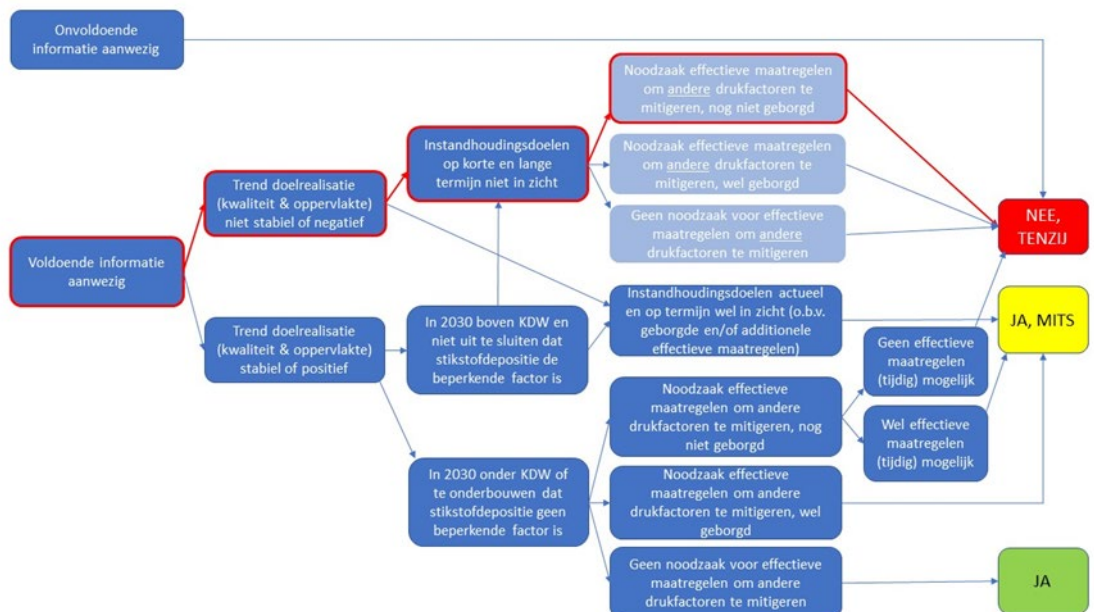 Onvoldoende
informatie aanwezig
Voldoende informatie
aanwezig
Trend doelrealisatie
(kwaliteit & oppervlakte)
niet stabiel of negatief
Trend doelrealisatie
(kwaliteit & oppervlakte)
stabiel of positief
Instandhoudingsdoelen
op korte en lange
termijn niet in zicht
In 2030 boven KDW en
niet uit te sluiten dat
stikstofdepositie de
beperkende factor is
In 2030 onder KDW of
te onderbouwen dat
stikstofdepositie geen
beperkende factor is
Noodzaak effectieve maatregelen
om andere drukfactoren te
mitigeren, nog niet geborgd
Noodzaak effectieve maatregelen
om andere drukfactoren te
mitigeren, wel geborgd
Geen noodzaak voor effectieve
maatregelen om andere
drukfactoren te mitigeren
Instandhoudingsdoelen actueel
en op termijn wel in zicht (o.b.v.
geborgde en/of additionele
effectieve maatregelen)
Noodzaak effectieve
maatregelen om andere
drukfactoren te mitigeren, nog
niet geborgd
Noodzaak effectieve
maatregelen om andere
drukfactoren te mitigeren, wel
geborgd
Geen noodzaak voor effectieve
maatregelen om andere
drukfactoren te mitigeren
Geen effectieve
maatregelen
(tijdig) mogelijk
Wel effectieve
maatregelen
(tijdig) mogelijk
NEE,
TENZIJ
JA, MITS
JA